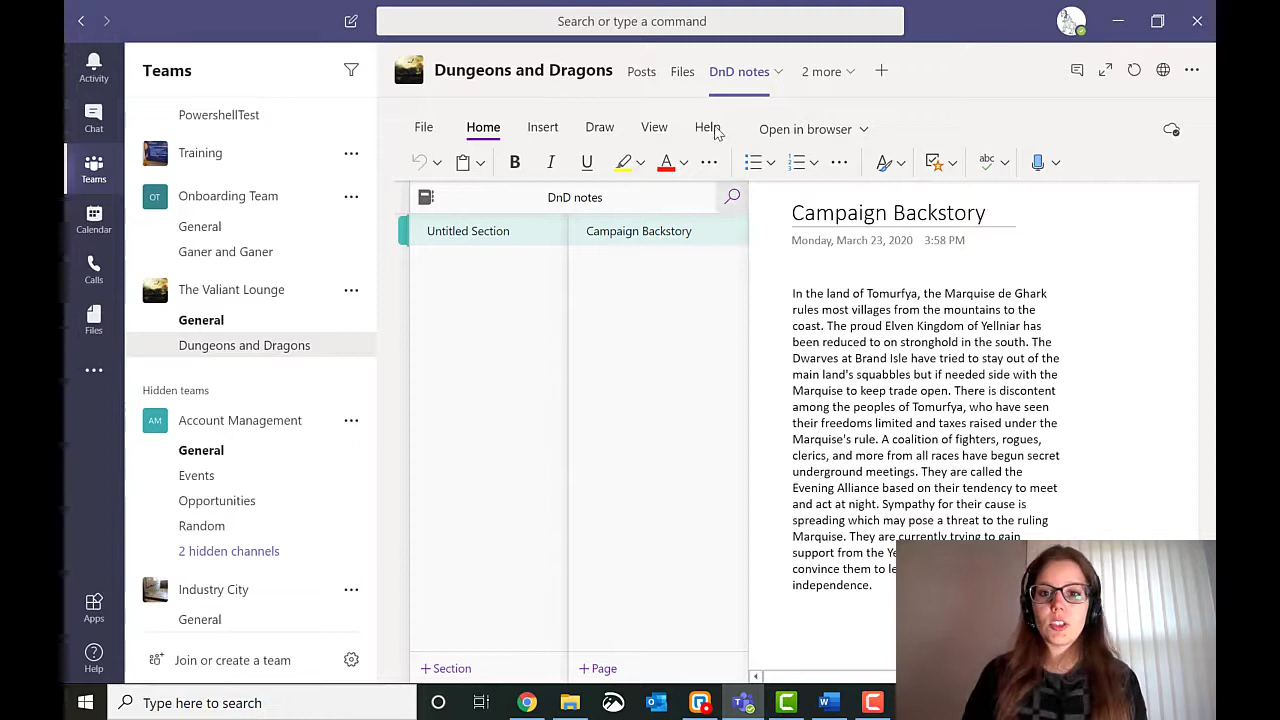 Search or type a command
Activity
Chat
Teams
Calendar
Calls
Files
Apps
Help
Teams
PowershellTest
Training
OT
Onboarding Team
General
Ganer and Ganer
The Valiant Lounge
General
Dungeons and Dragons
Hidden teams
AM
Account Management
General
Events
Opportunities
Random
2 hidden channels
Industry City
General
Join or create a team
Dungeons and Dragons
Posts
Files
DnD notes
2 more
File
Home
Insert
Draw
View
Help
Open in browser
B
I
U
A
abc
DnD notes
Untitled Section
Campaign Backstory
+ Section
+ Page
Campaign Backstory
Monday, March 23, 2020 3:58 PM
In the land of Tomurfya, the Marquise de Ghark
rules most villages from the mountains to the
coast. The proud Elven Kingdom of Yellniar has
been reduced to on stronghold in the south. The
Dwarves at Brand Isle have tried to stay out of the
main land's squabbles but if needed side with the
Marquise to keep trade open. There is discontent
among the peoples of Tomurfya, who have seen
their freedoms limited and taxes raised under the
Marquise's rule. A coalition of fighters, rogues,
clerics, and more from all races have begun secret
underground meetings. They are called the
Evening Alliance based on their tendency to meet
and act at night. Sympathy for their cause is
spreading which may pose a threat to the ruling
Marquise. They are currently trying to gain
support from the
convince them to
independence.
Type here to search